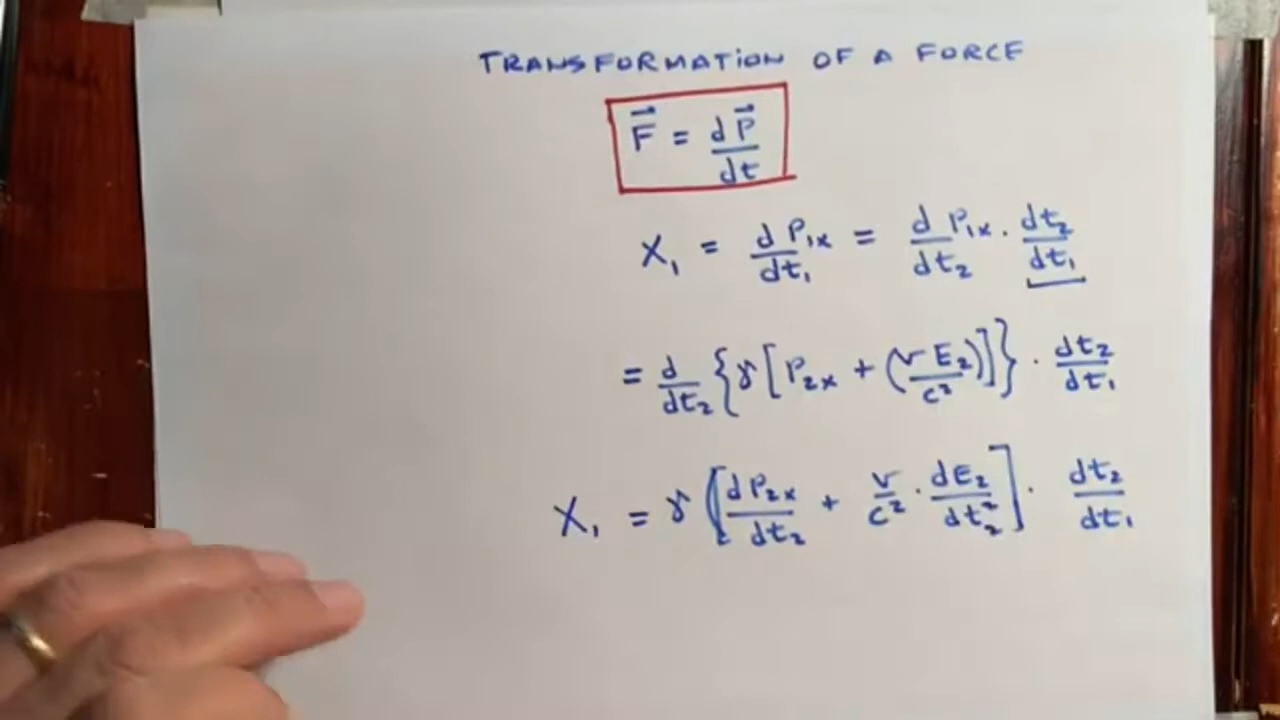 TRANSFORMATION OF A FORCE
F⃗ = dP⃗/dt
X₁ = dP₁ₓ/dt₁ = d/dt₂ P₁ₓ · dt₂/dt₁
= d/dt₂ {γ[P₂ₓ + (vE₂/c²)]} · dt₂/dt₁
X₁ = γ[dP₂ₓ/dt₂ + v/c² · dE₂/dt₂] · dt₂/dt₁